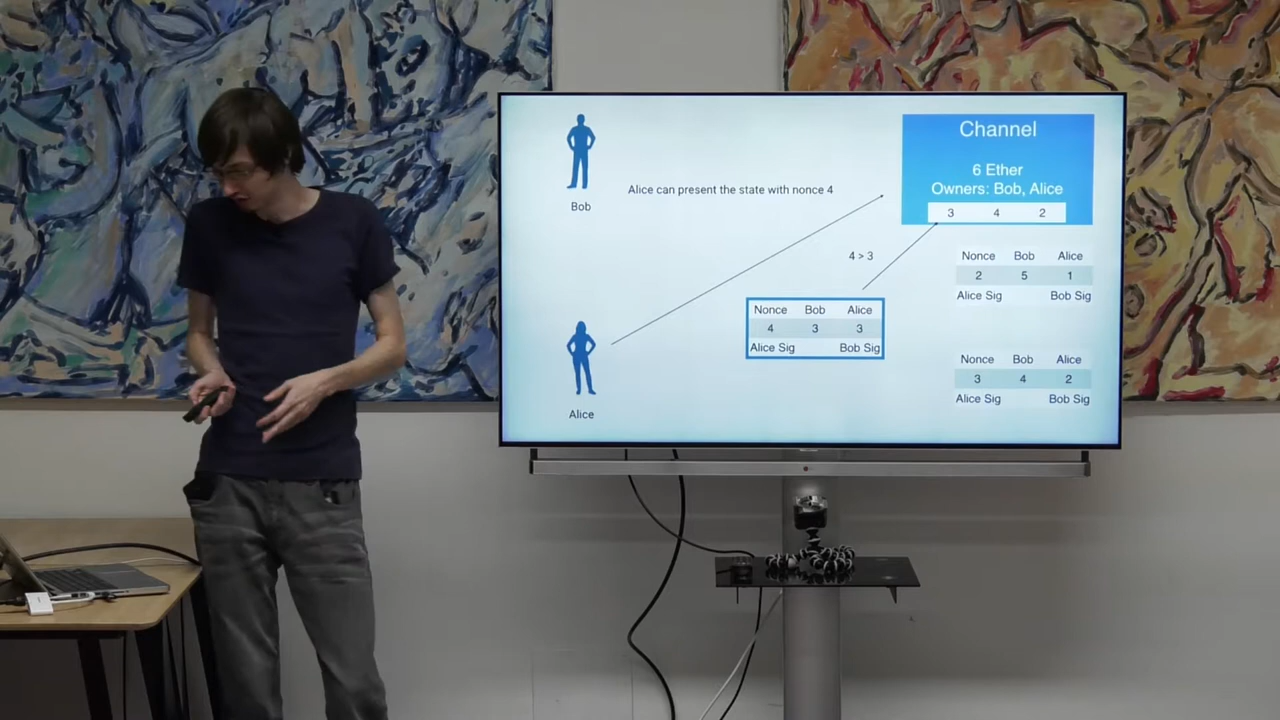 Channel
6 Ether
Owners: Bob, Alice
3 4 2
Bob
Alice can present the state with nonce 4
4 > 3
Nonce Bob Alice
2 5 1
Alice Sig Bob Sig
Nonce Bob Alice
4 3 3
Alice Sig Bob Sig
Nonce Bob Alice
3 4 2
Alice Sig Bob Sig
Alice